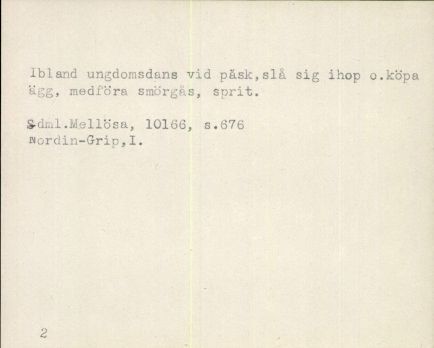 Ibland ungdomsdans vid påsk,slå sig ihop o.köpa
ägg, medföra smörgås, sprit.
Sdml.Mellösa, 10166, s.676
Nordin-Grip,I.
2